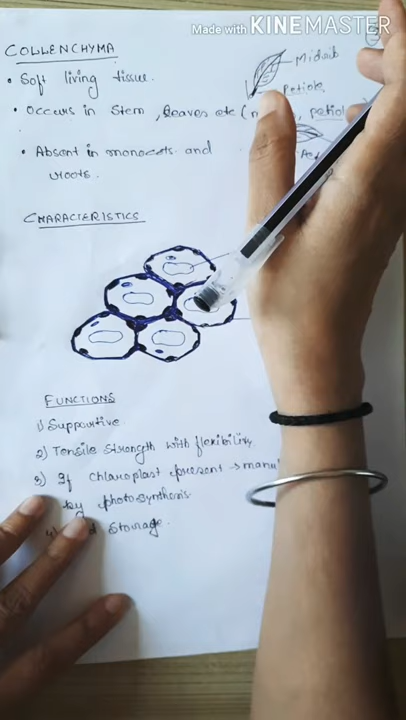 Made with KINEMASTER
COLLENCHYMA
• Soft living tissue.
Midrib
Petiole
• Occurs in Stem, Leaves etc (
• Absent in monocots and
roots.
CHARACTERISTICS
FUNCTIONS
1) Supportive
2) Tensile Strength with flexibility
3) If chloroplast present →
by photosynthesis.
Storage.